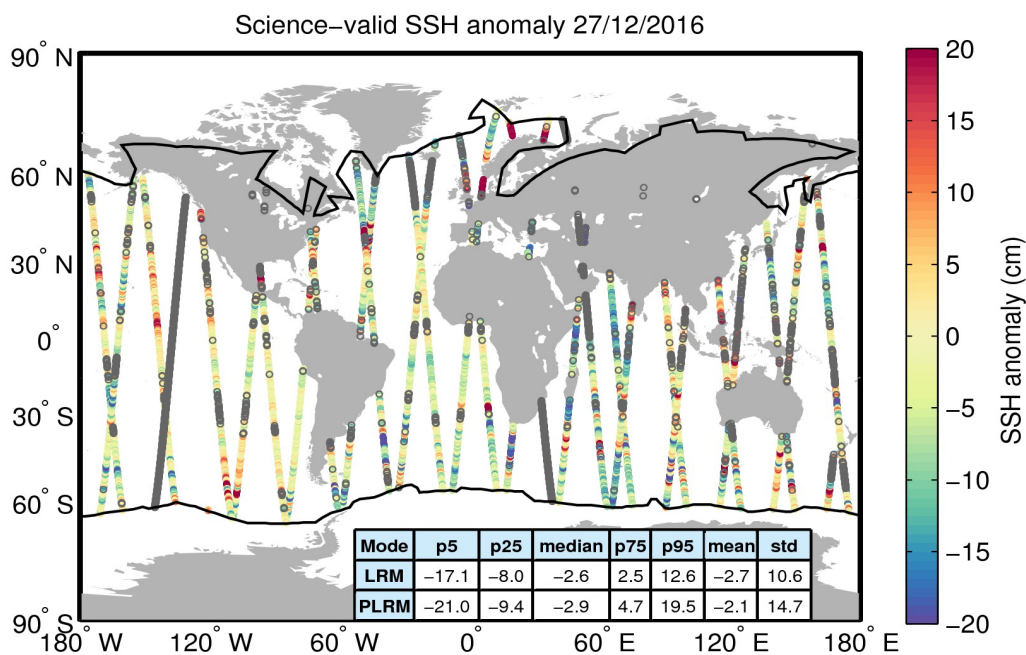 Science−valid SSH anomaly 27/12/2016
90° N
60° N
30° N
0°
30° S
60° S
90° S
180° W
120° W
60° W
0°
60° E
120° E
180° E
Mode p5 p25 median p75 p95 mean std
LRM −17.1 −8.0 −2.6 2.5 12.6 −2.7 10.6
PLRM −21.0 −9.4 −2.9 4.7 19.5 −2.1 14.7
20
15
10
5
0
−5
−10
−15
−20
SSH anomaly (cm)